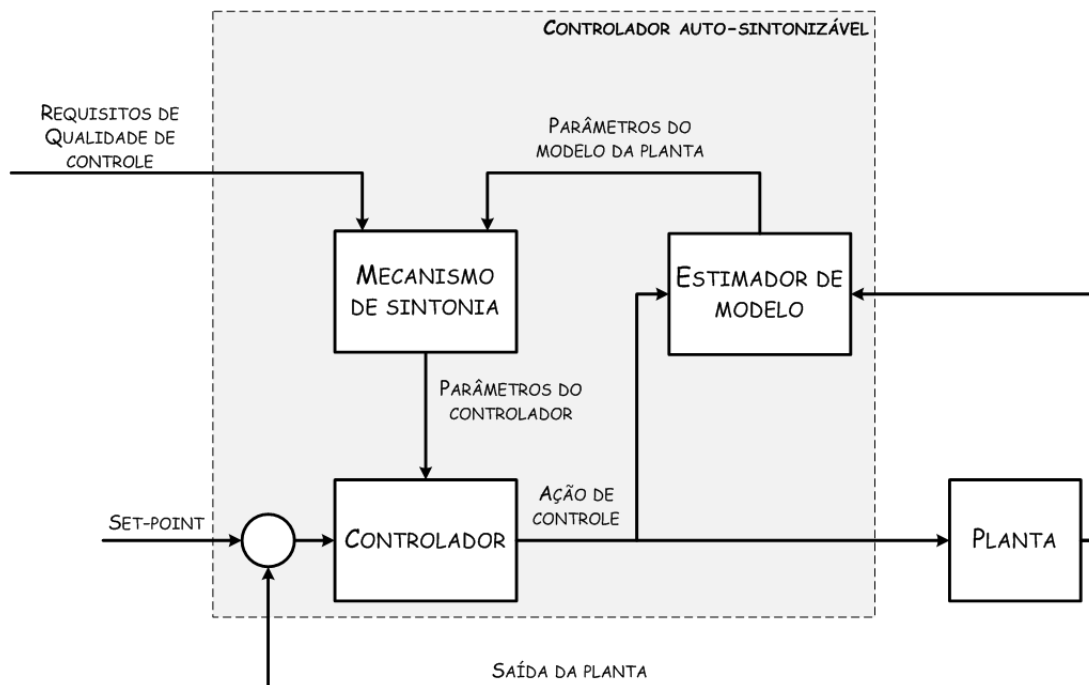 CONTROLADOR AUTO-SINTONIZÁVEL
REQUISITOS DE
QUALIDADE DE
CONTROLE
PARÂMETROS DO
MODELO DA PLANTA
MECANISMO
DE SINTONIA
ESTIMADOR DE
MODELO
PARÂMETROS DO
CONTROLADOR
SET-POINT
CONTROLADOR
AÇÃO DE
CONTROLE
PLANTA
SAÍDA DA PLANTA